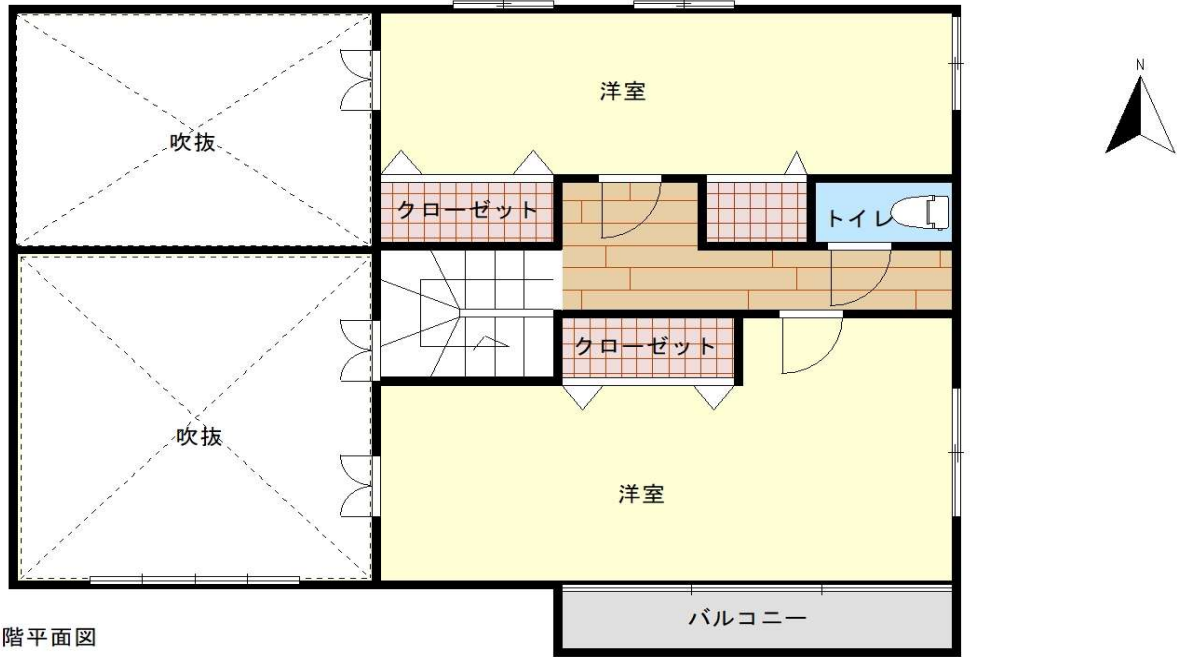 N
洋室
吹抜
クローゼット
トイレ
クローゼット
吹抜
洋室
バルコニー
階平面図